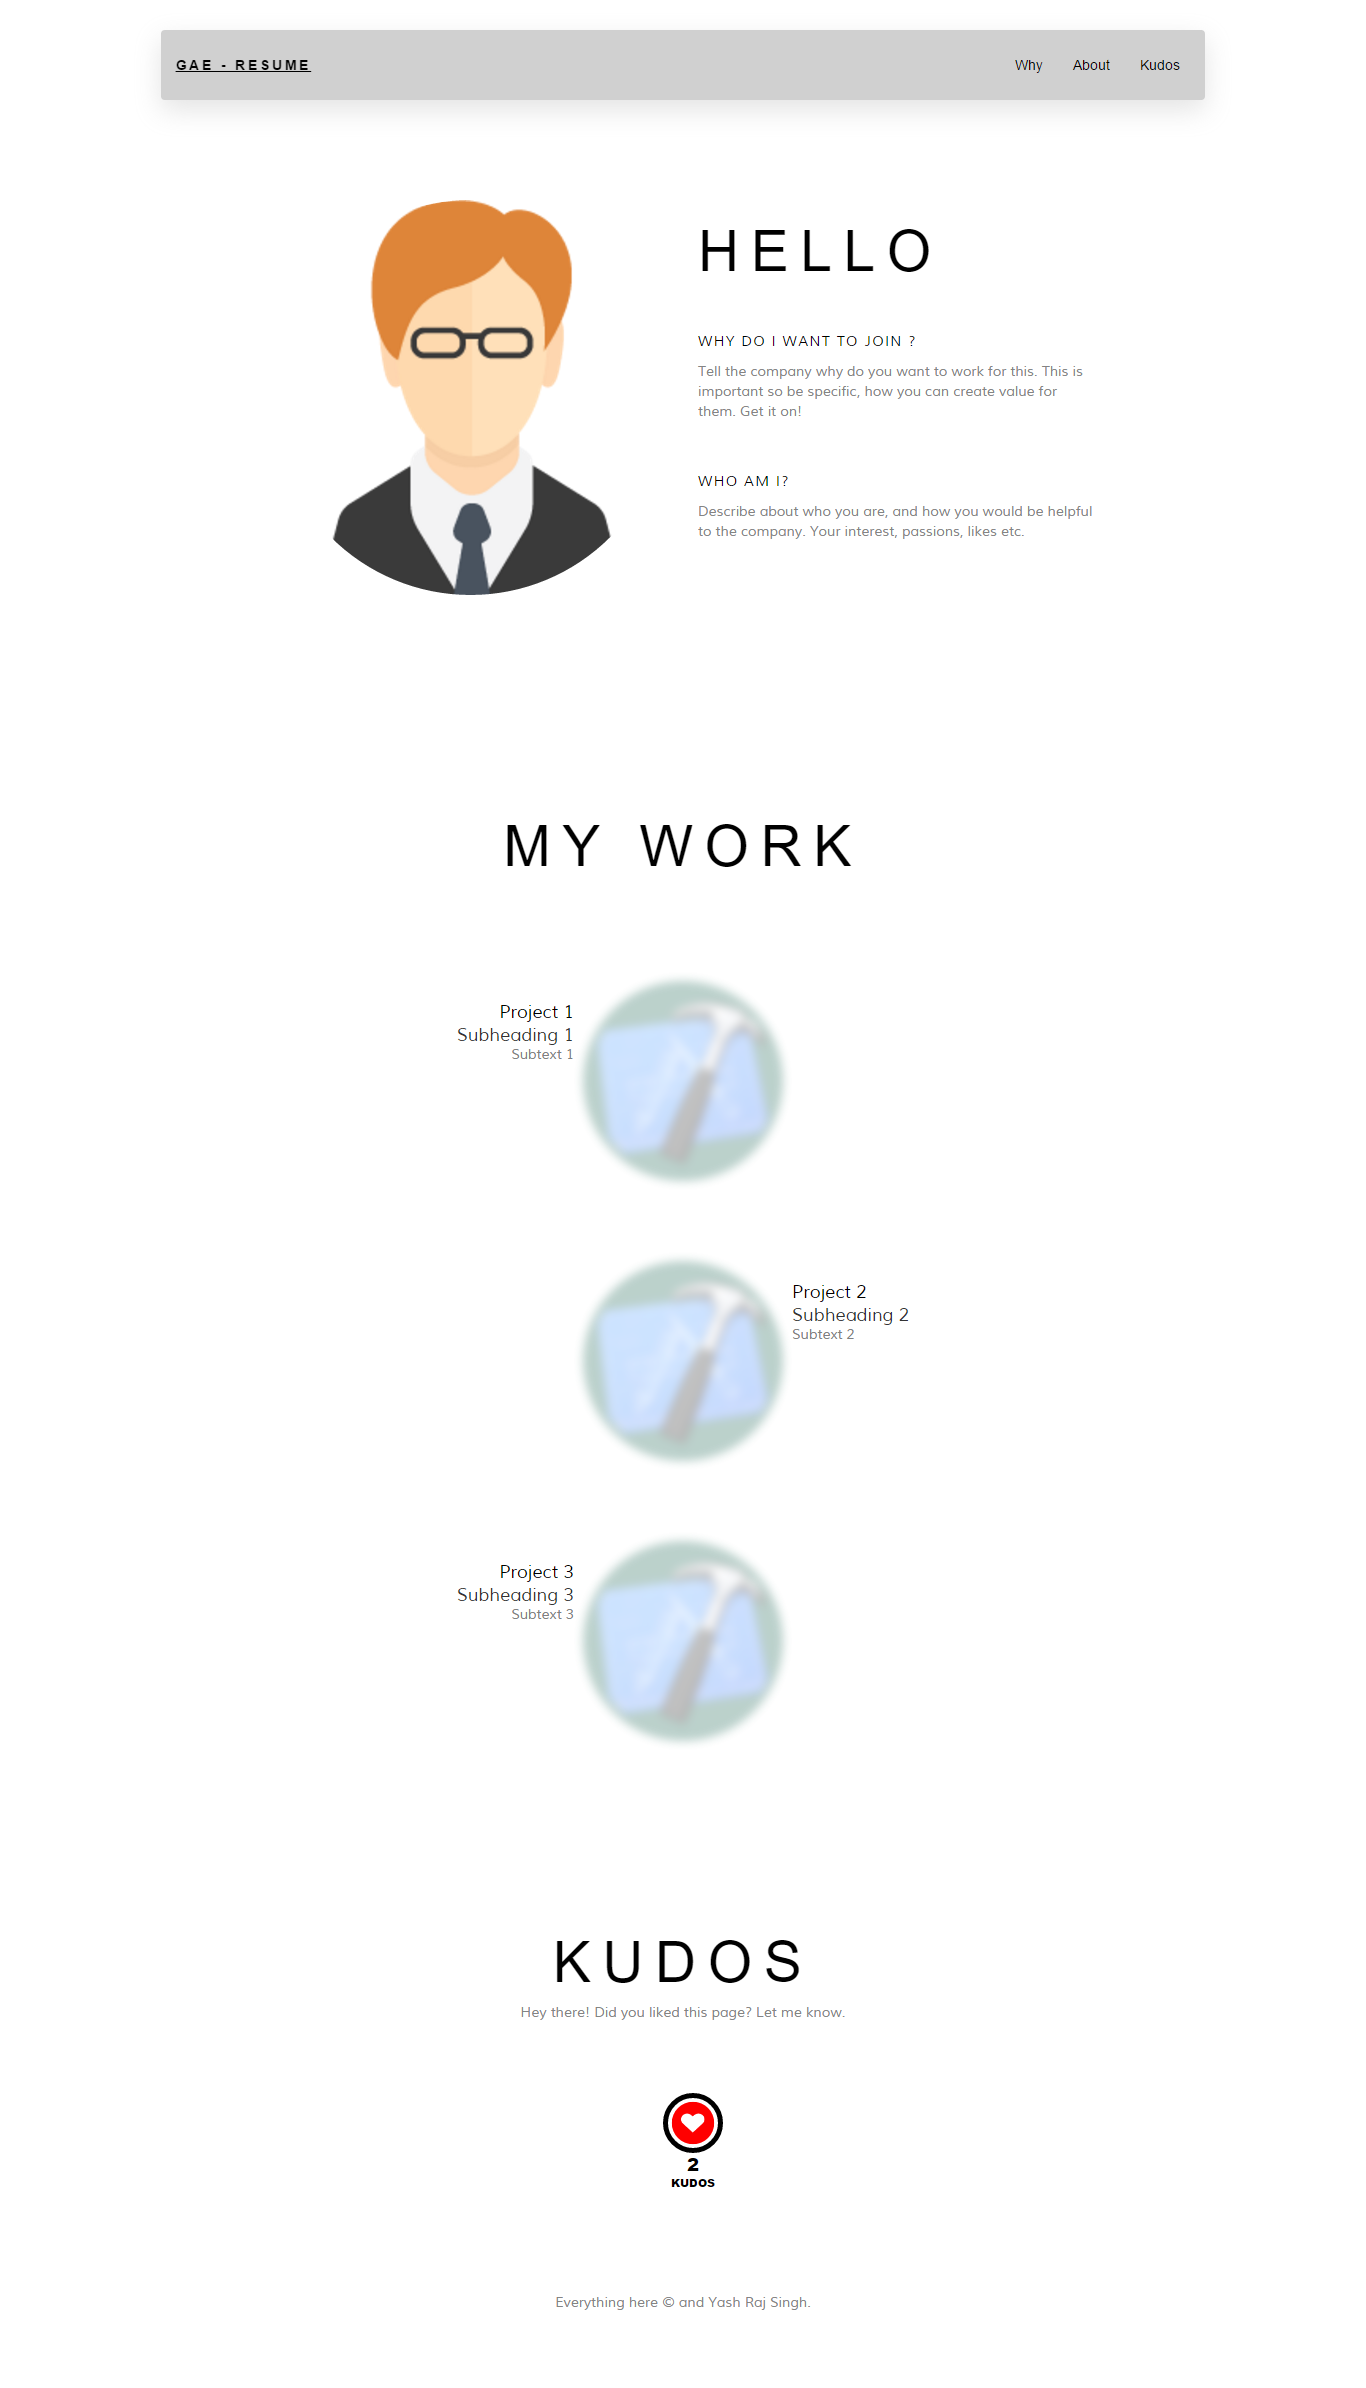 GAE - RESUME
Why About Kudos
HELLO
WHY DO I WANT TO JOIN ?
Tell the company why do you want to work for this. This is
important so be specific, how you can create value for
them. Get it on!
WHO AM I?
Describe about who you are, and how you would be helpful
to the company. Your interest, passions, likes etc.
MY WORK
Project 1
Subheading 1
Subtext 1
Project 2
Subheading 2
Subtext 2
Project 3
Subheading 3
Subtext 3
KUDOS
Hey there! Did you liked this page? Let me know.
2
KUDOS
Everything here © and Yash Raj Singh.